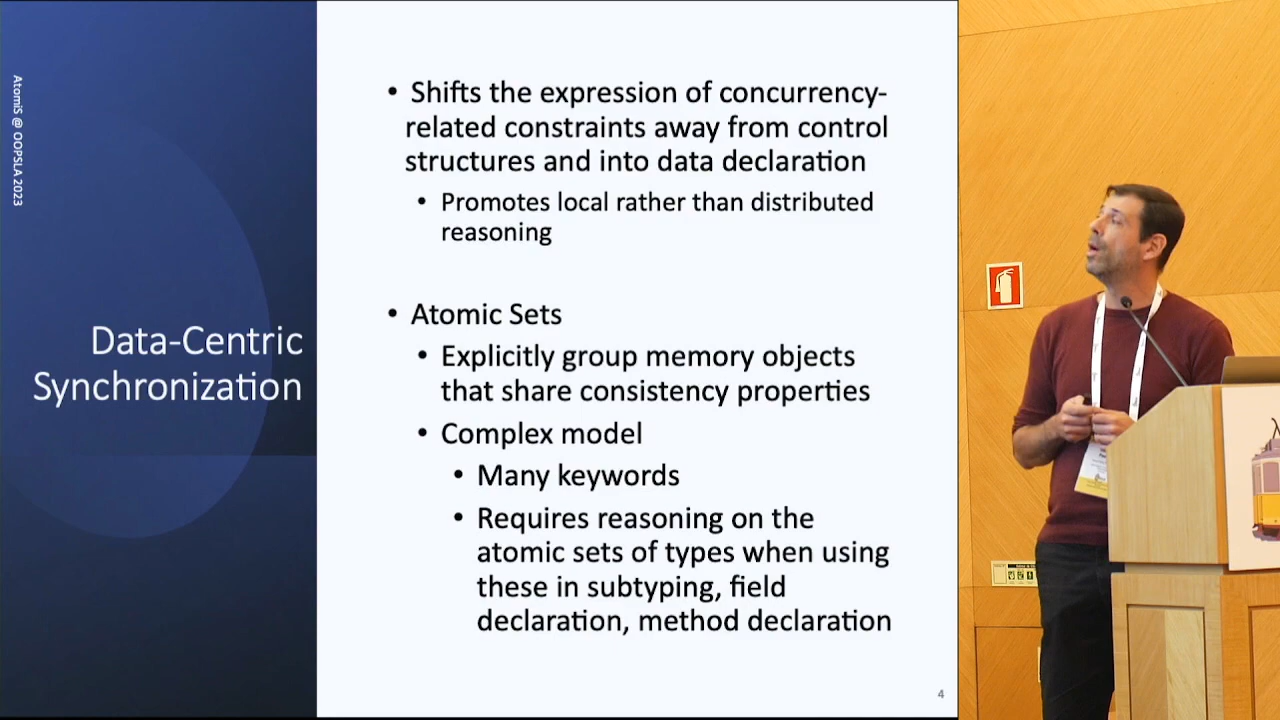 AtomiS @ OOPSLA 2023
Data-Centric
Synchronization
• Shifts the expression of concurrency-
related constraints away from control
structures and into data declaration
• Promotes local rather than distributed
reasoning
• Atomic Sets
• Explicitly group memory objects
that share consistency properties
• Complex model
• Many keywords
• Requires reasoning on the
atomic sets of types when using
these in subtyping, field
declaration, method declaration
4